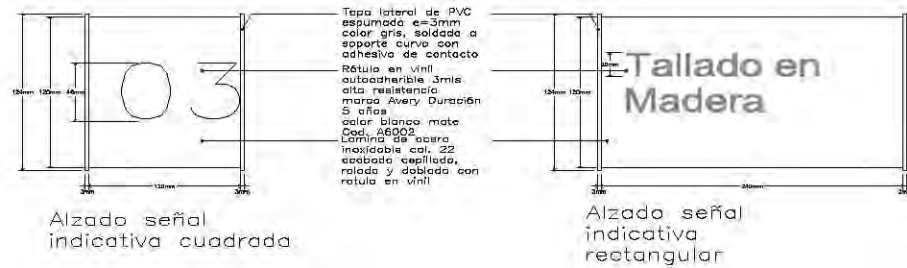 Tapa lateral de PVC
espumado e=3mm
color gris, soldado a
soporte curvo con
adhesivo de contacto
Rótulo en vinil
autoadherible 3mls
alta resistencia
marca Avery Duración
5 años
color blanco mate
Cod. A6002
Lamina de acero
inoxidable cal. 22
acabado cepillado,
rolada y doblada con
rotulo en vinil
124mm
120mm
46mm
03
120mm
3mm
3mm
Alzado señal
indicativa cuadrada
124mm
120mm
Tallado en
Madera
3mm
240mm
Alzado señal
indicativa
rectangular